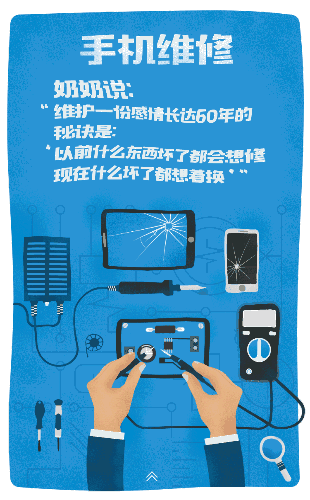 手机维修
奶奶说:
“维护一份感情长达60年的
秘诀是:
‘以前什么东西坏了都会想修
现在什么坏了都想着换’”